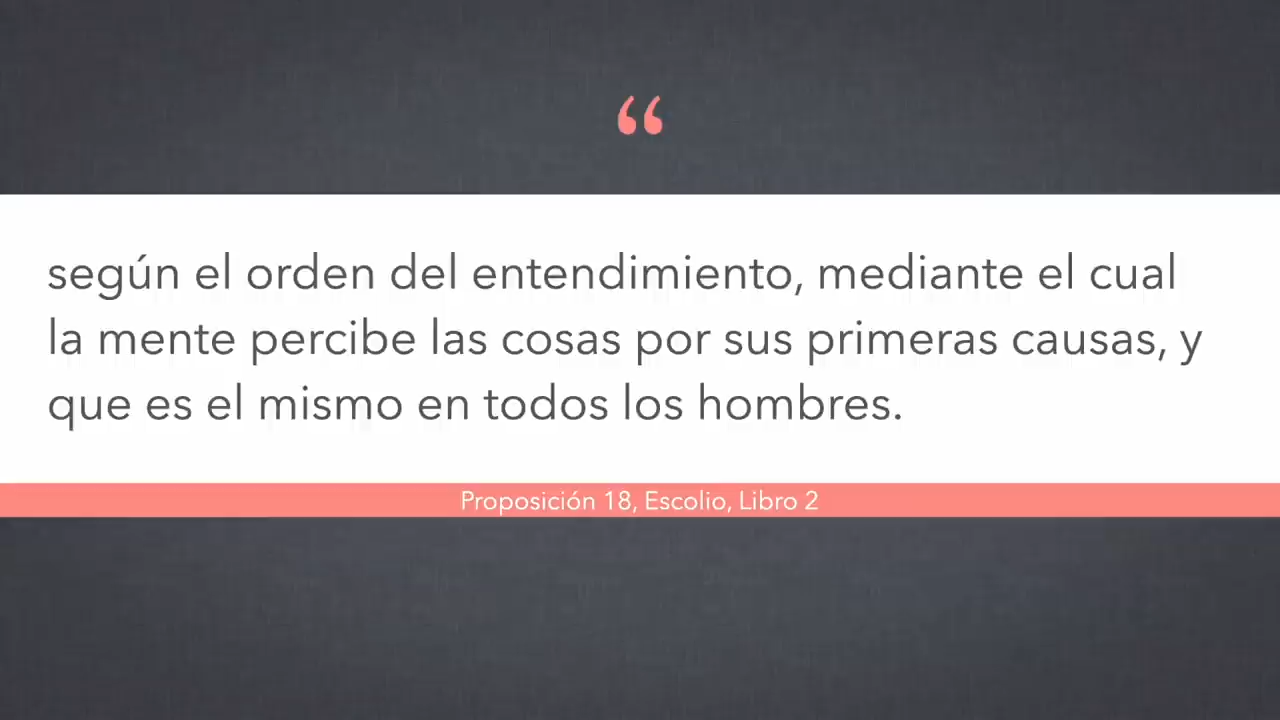 “
según el orden del entendimiento, mediante el cual
la mente percibe las cosas por sus primeras causas, y
que es el mismo en todos los hombres.
Proposición 18, Escolio, Libro 2